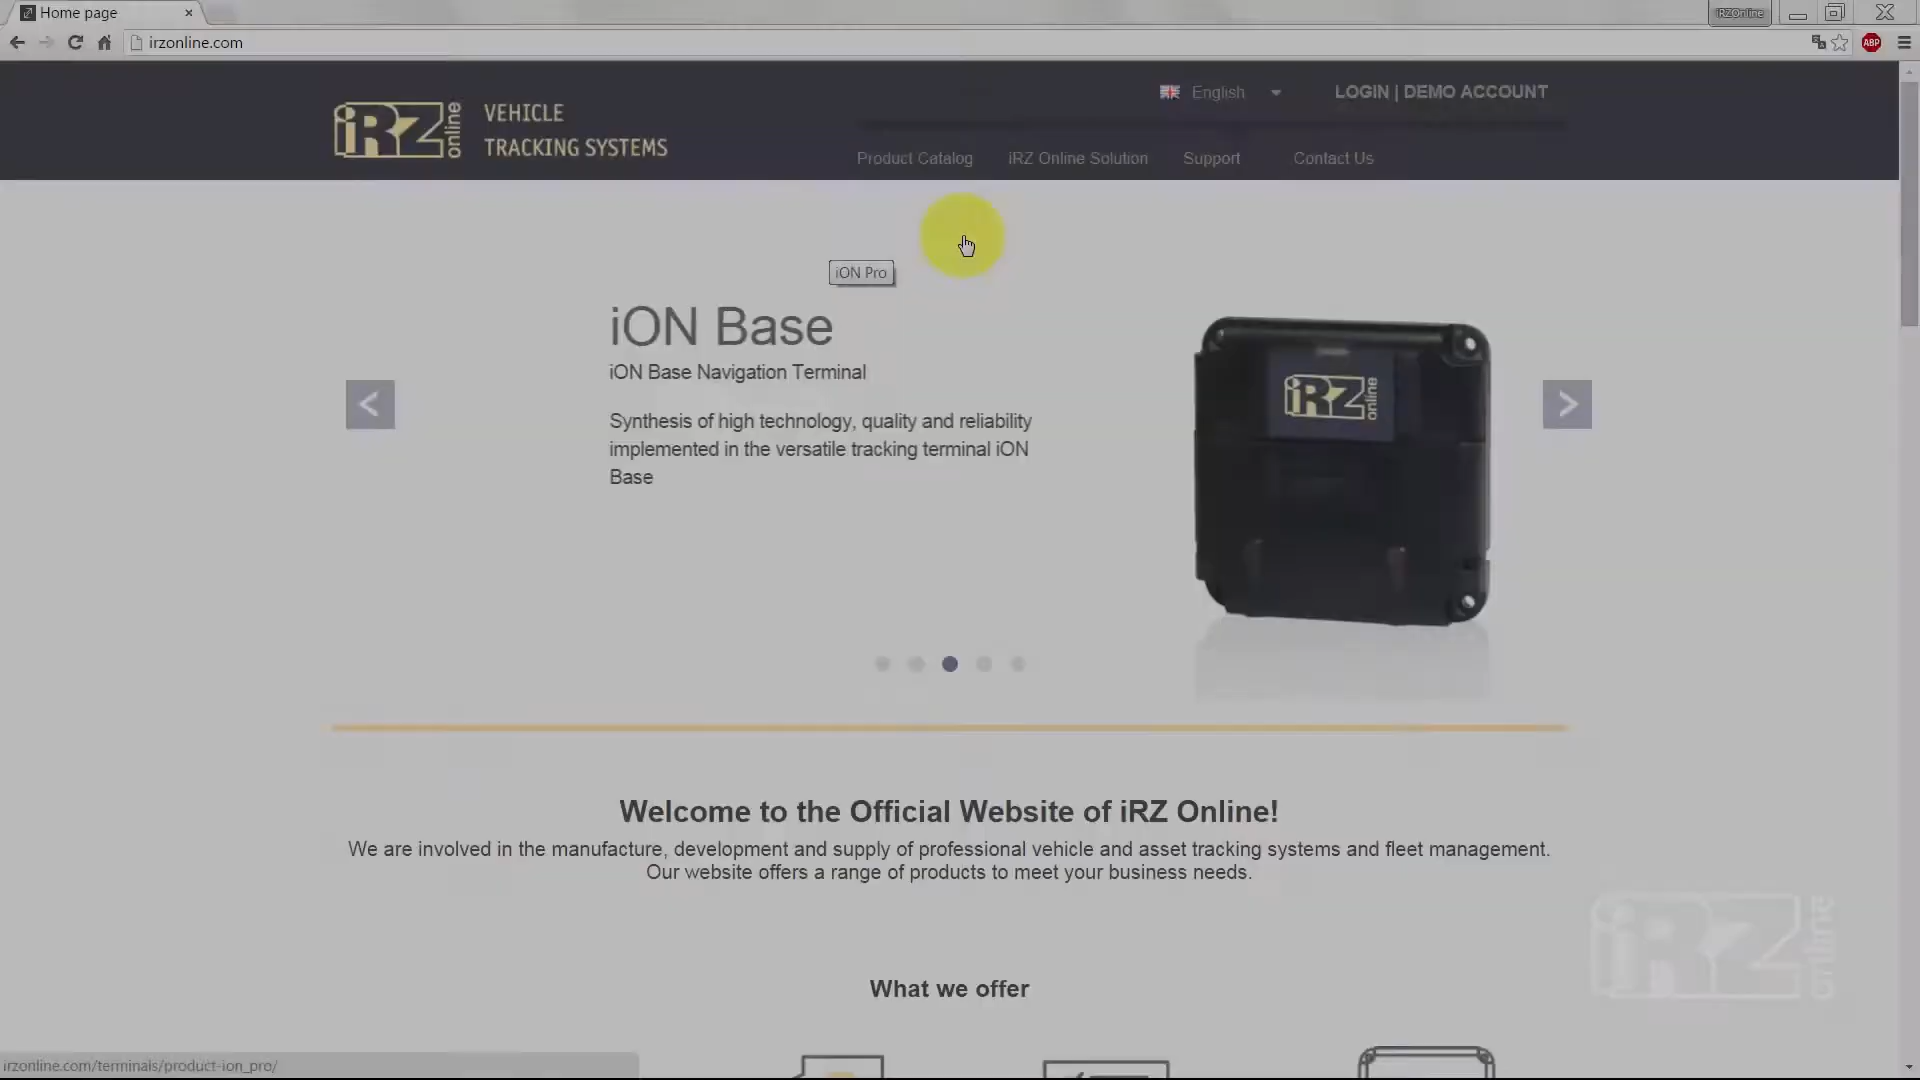 Home page
iRZOnline
irzonline.com
ABP
iRZ online
VEHICLE
TRACKING SYSTEMS
English
LOGIN | DEMO ACCOUNT
Product Catalog
iRZ Online Solution
Support
Contact Us
iON Pro
iON Base
iON Base Navigation Terminal
Synthesis of high technology, quality and reliability
implemented in the versatile tracking terminal iON
Base
iRZ online
Welcome to the Official Website of iRZ Online!
We are involved in the manufacture, development and supply of professional vehicle and asset tracking systems and fleet management.
Our website offers a range of products to meet your business needs.
iRZ online
What we offer
irzonline.com/terminals/product-ion_pro/